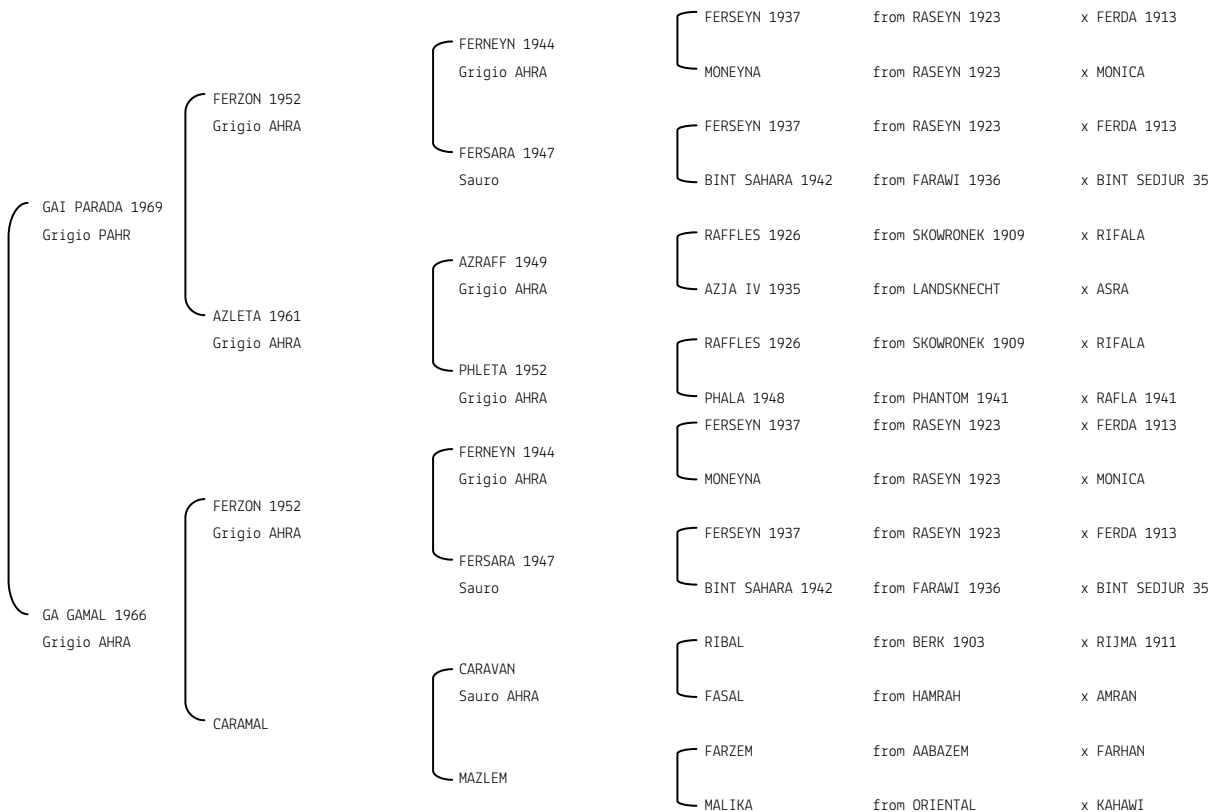 FERSEYN 1937 from RASEYN 1923 x FERDA 1913
FERNEYN 1944
Grigio AHRA MONEYNA from RASEYN 1923 x MONICA
FERZON 1952
Grigio AHRA FERSEYN 1937 from RASEYN 1923 x FERDA 1913
FERSARA 1947
Sauro BINT SAHARA 1942 from FARAWI 1936 x BINT SEDJUR 35
GAI PARADA 1969
Grigio PAHR RAFFLES 1926 from SKOWRONEK 1909 x RIFALA
AZRAFF 1949
Grigio AHRA AZJA IV 1935 from LANDSKNECHT x ASRA
AZLETA 1961
Grigio AHRA RAFFLES 1926 from SKOWRONEK 1909 x RIFALA
PHLETA 1952
Grigio AHRA PHALA 1948 from PHANTOM 1941 x RAFLA 1941
FERSEYN 1937 from RASEYN 1923 x FERDA 1913
FERNEYN 1944
Grigio AHRA MONEYNA from RASEYN 1923 x MONICA
FERZON 1952
Grigio AHRA FERSEYN 1937 from RASEYN 1923 x FERDA 1913
FERSARA 1947
Sauro BINT SAHARA 1942 from FARAWI 1936 x BINT SEDJUR 35
GA GAMAL 1966
Grigio AHRA RIBAL from BERK 1903 x RIJMA 1911
CARAVAN
Sauro AHRA FASAL from HAMRAH x AMRAN
CARAMAL
FARZEM from AABAZEM x FARHAN
MAZLEM
MALIKA from ORIENTAL x KAHAWI